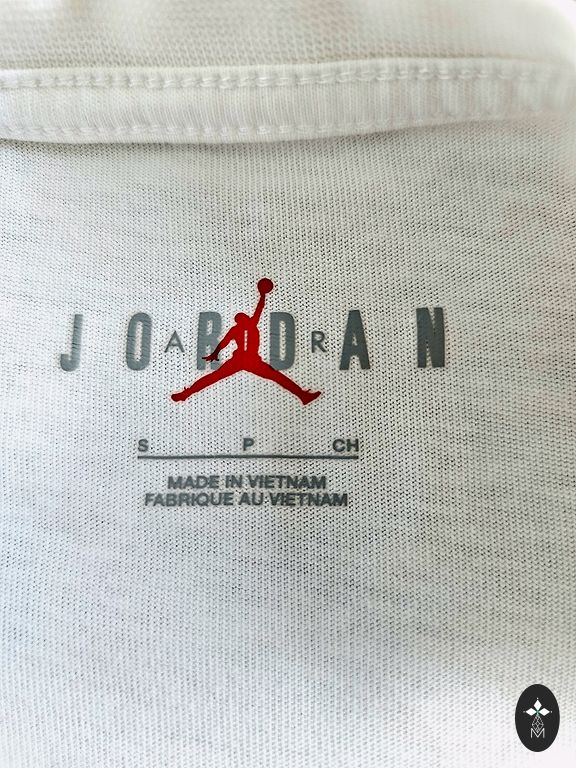 JORDAN
A R
S P CH
MADE IN VIETNAM
FABRIQUE AU VIETNAM
M